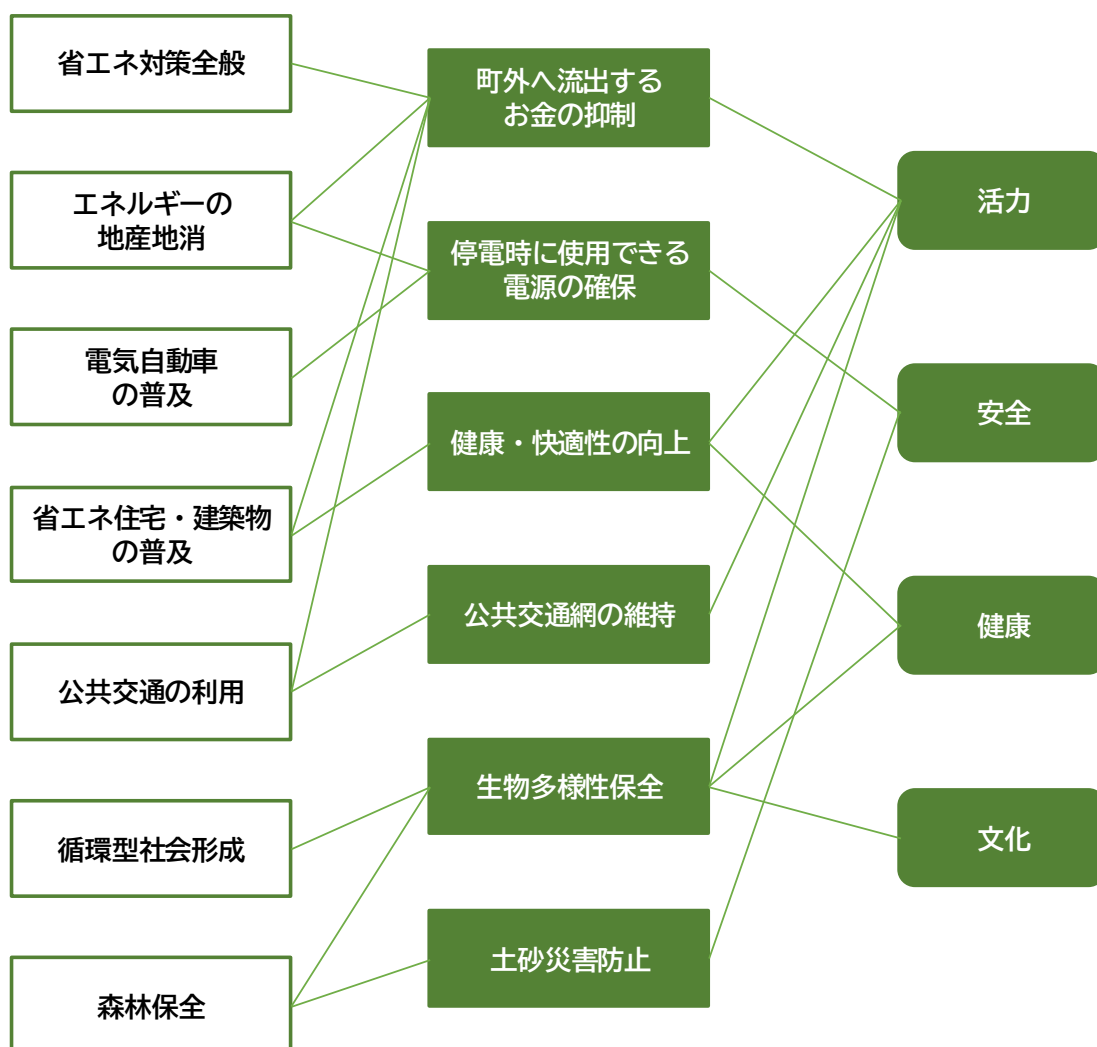 省エネ対策全般
エネルギーの
地産地消
電気自動車
の普及
省エネ住宅・建築物
の普及
公共交通の利用
循環型社会形成
森林保全
町外へ流出する
お金の抑制
停電時に使用できる
電源の確保
健康・快適性の向上
公共交通網の維持
生物多様性保全
土砂災害防止
活力
安全
健康
文化